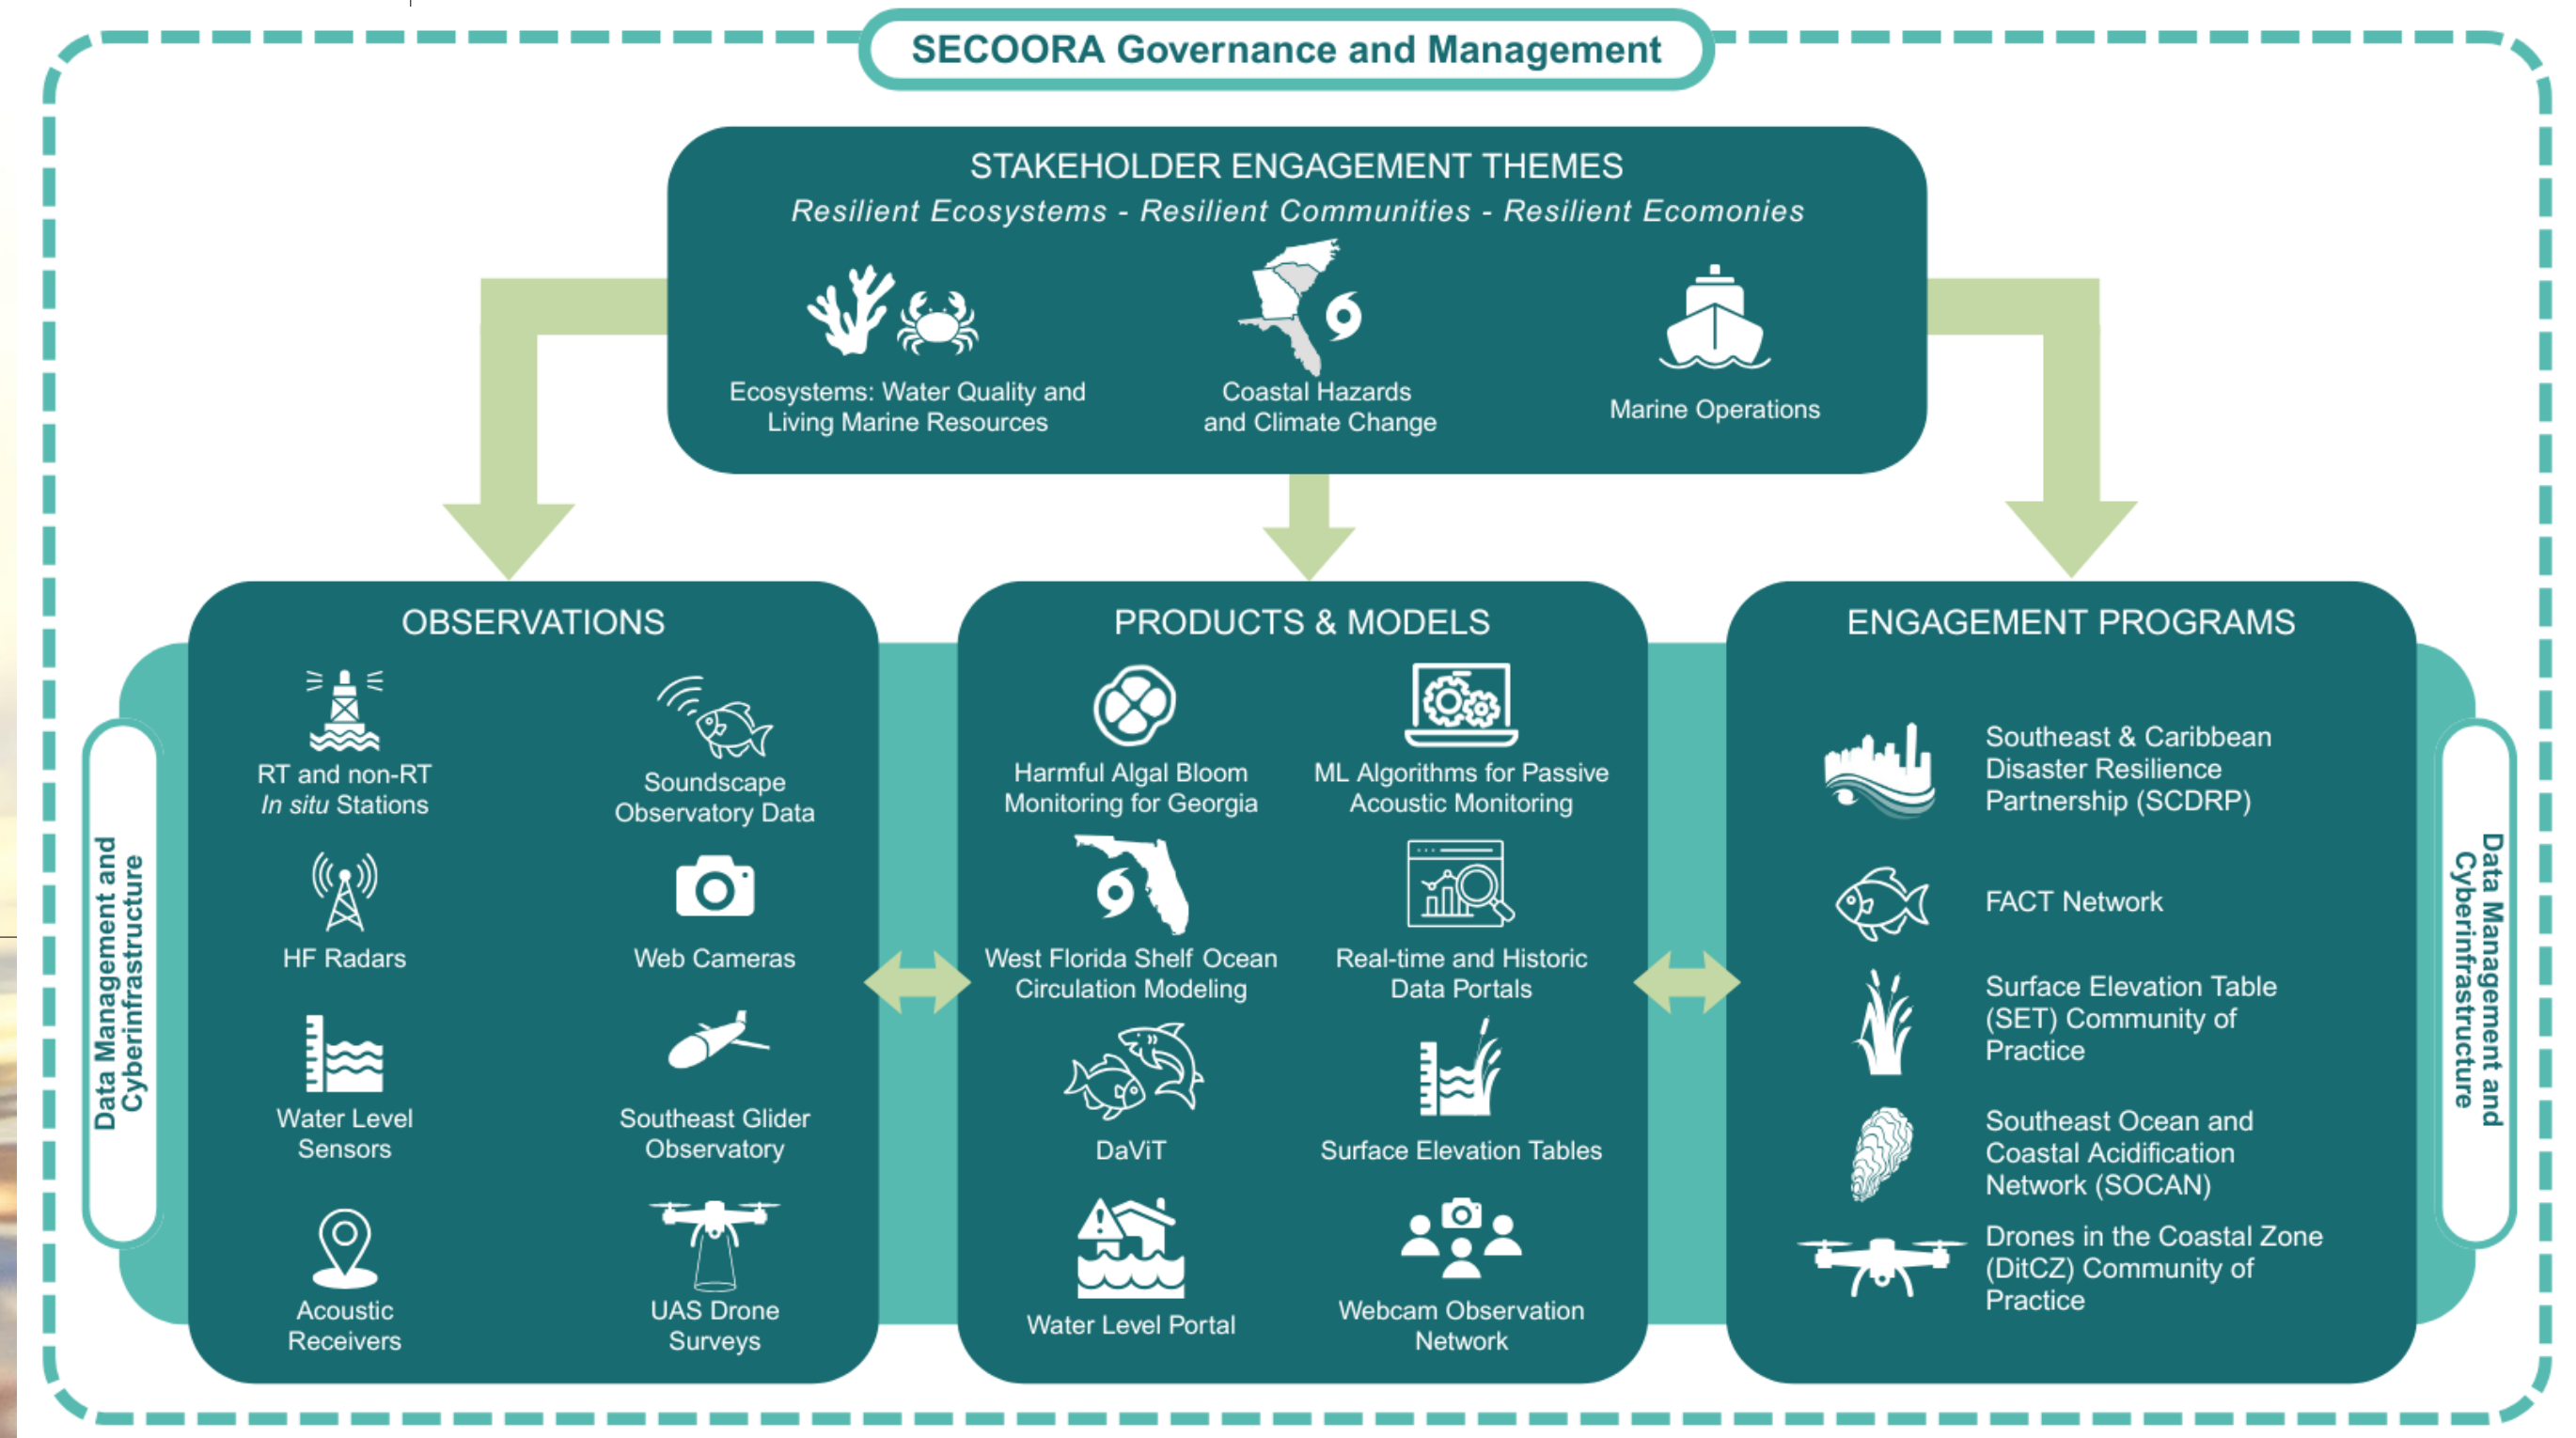 SECOORA Governance and Management
STAKEHOLDER ENGAGEMENT THEMES
Resilient Ecosystems - Resilient Communities - Resilient Ecomonies
Ecosystems: Water Quality and
Living Marine Resources
Coastal Hazards
and Climate Change
Marine Operations
OBSERVATIONS
RT and non-RT
In situ Stations
Soundscape
Observatory Data
HF Radars
Web Cameras
Water Level
Sensors
Southeast Glider
Observatory
Acoustic
Receivers
UAS Drone
Surveys
PRODUCTS & MODELS
Harmful Algal Bloom
Monitoring for Georgia
ML Algorithms for Passive
Acoustic Monitoring
West Florida Shelf Ocean
Circulation Modeling
Real-time and Historic
Data Portals
DaViT
Surface Elevation Tables
Water Level Portal
Webcam Observation
Network
ENGAGEMENT PROGRAMS
Southeast & Caribbean
Disaster Resilience
Partnership (SCDRP)
FACT Network
Surface Elevation Table
(SET) Community of
Practice
Southeast Ocean and
Coastal Acidification
Network (SOCAN)
Drones in the Coastal Zone
(DitCZ) Community of
Practice
Data Management and
Cyberinfrastructure
Data Management and
Cyberinfrastructure